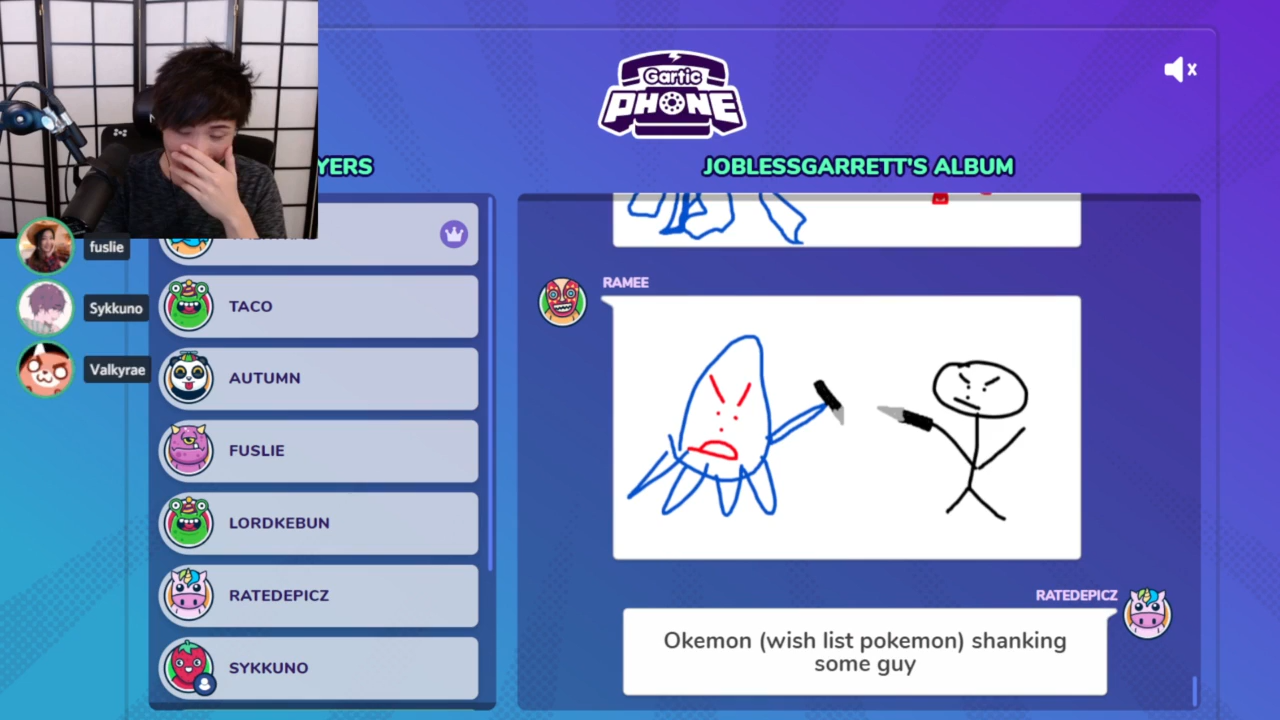 Gartic
PHONE
YERS
JOBLESSGARRETT'S ALBUM
fuslie
Sykkuno
Valkyrae
TACO
AUTUMN
FUSLIE
LORDKEBUN
RATEDEPICZ
SYKKUNO
RAMEE
RATEDEPICZ
Okemon (wish list pokemon) shanking
some guy